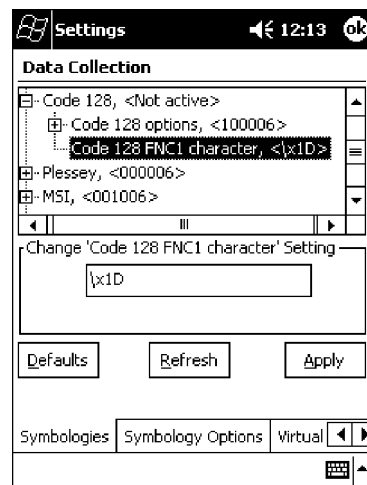 Settings 12:13 ok
Data Collection
Code 128, <Not active>
Code 128 options, <100006>
Code 128 FNC1 character, <\x1D>
Plessey, <000006>
MSI, <001006>
Change 'Code 128 FNC1 character' Setting
\x1D
Defaults Refresh Apply
Symbologies Symbology Options Virtual